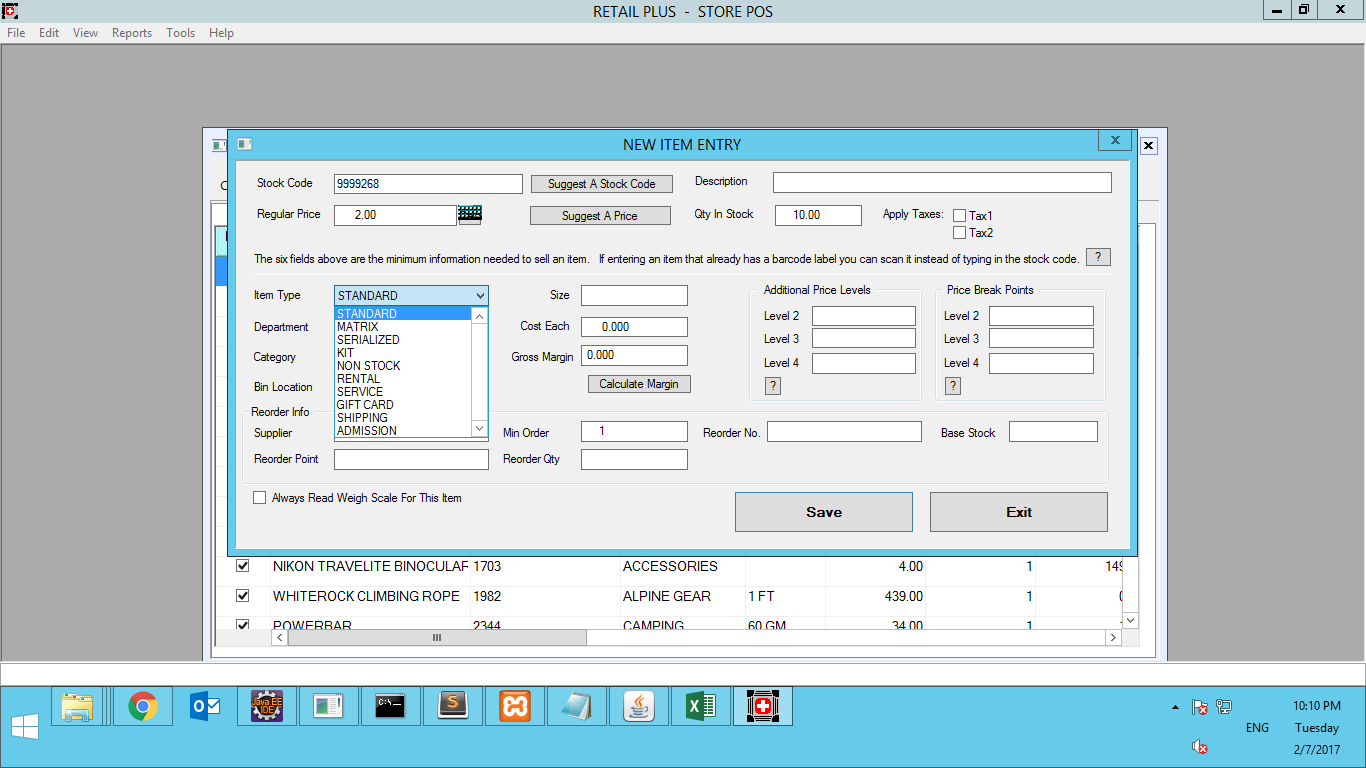 RETAIL PLUS - STORE POS
File Edit View Reports Tools Help
NEW ITEM ENTRY
Stock Code 9999268 Suggest A Stock Code Description
Regular Price 2.00 Suggest A Price Qty In Stock 10.00 Apply Taxes: Tax1
Tax2
The six fields above are the minimum information needed to sell an item. If entering an item that already has a barcode label you can scan it instead of typing in the stock code. ?
Item Type STANDARD Size
Department Cost Each 0.000
Category Gross Margin 0.000
Bin Location Calculate Margin
STANDARD
MATRIX
SERIALIZED
KIT
NON STOCK
RENTAL
SERVICE
GIFT CARD
SHIPPING
ADMISSION
Additional Price Levels
Level 2
Level 3
Level 4
?
Price Break Points
Level 2
Level 3
Level 4
?
Reorder Info
Supplier Min Order 1 Reorder No. Base Stock
Reorder Point Reorder Qty
Always Read Weigh Scale For This Item
Save Exit
NIKON TRAVELITE BINOCULAR 1703 ACCESSORIES 4.00 1
WHITEROCK CLIMBING ROPE 1982 ALPINE GEAR 1 FT 439.00 1
POWERBAR 2344 CAMPING 60 GM 34.00 1
Java EE
IDE
C:\
ENG
10:10 PM
Tuesday
2/7/2017